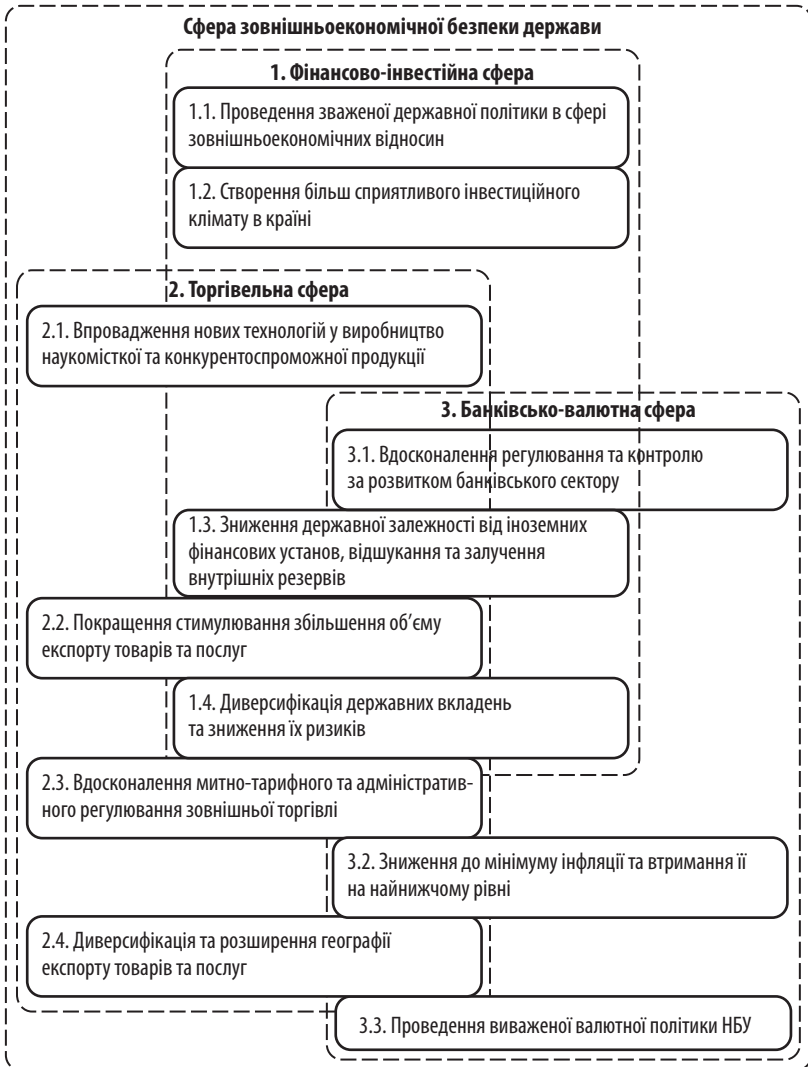 Сфера зовнішньоекономічної безпеки держави
1. Фінансово-інвестійна сфера
1.1. Проведення зваженої державної політики в сфері
зовнішньоекономічних відносин
1.2. Створення більш сприятливого інвестиційного
клімату в країні
2. Торгівельна сфера
2.1. Впровадження нових технологій у виробництво
наукомісткої та конкурентоспроможної продукції
3. Банківсько-валютна сфера
3.1. Вдосконалення регулювання та контролю
за розвитком банківського сектору
1.3. Зниження державної залежності від іноземних
фінансових установ, відшукання та залучення
внутрішніх резервів
2.2. Покращення стимулювання збільшення об’єму
експорту товарів та послуг
1.4. Диверсифікація державних вкладень
та зниження їх ризиків
2.3. Вдосконалення митно-тарифного та адміністратив-
ного регулювання зовнішньої торгівлі
3.2. Зниження до мінімуму інфляції та втримання її
на найнижчому рівні
2.4. Диверсифікація та розширення географії
експорту товарів та послуг
3.3. Проведення виваженої валютної політики НБУ